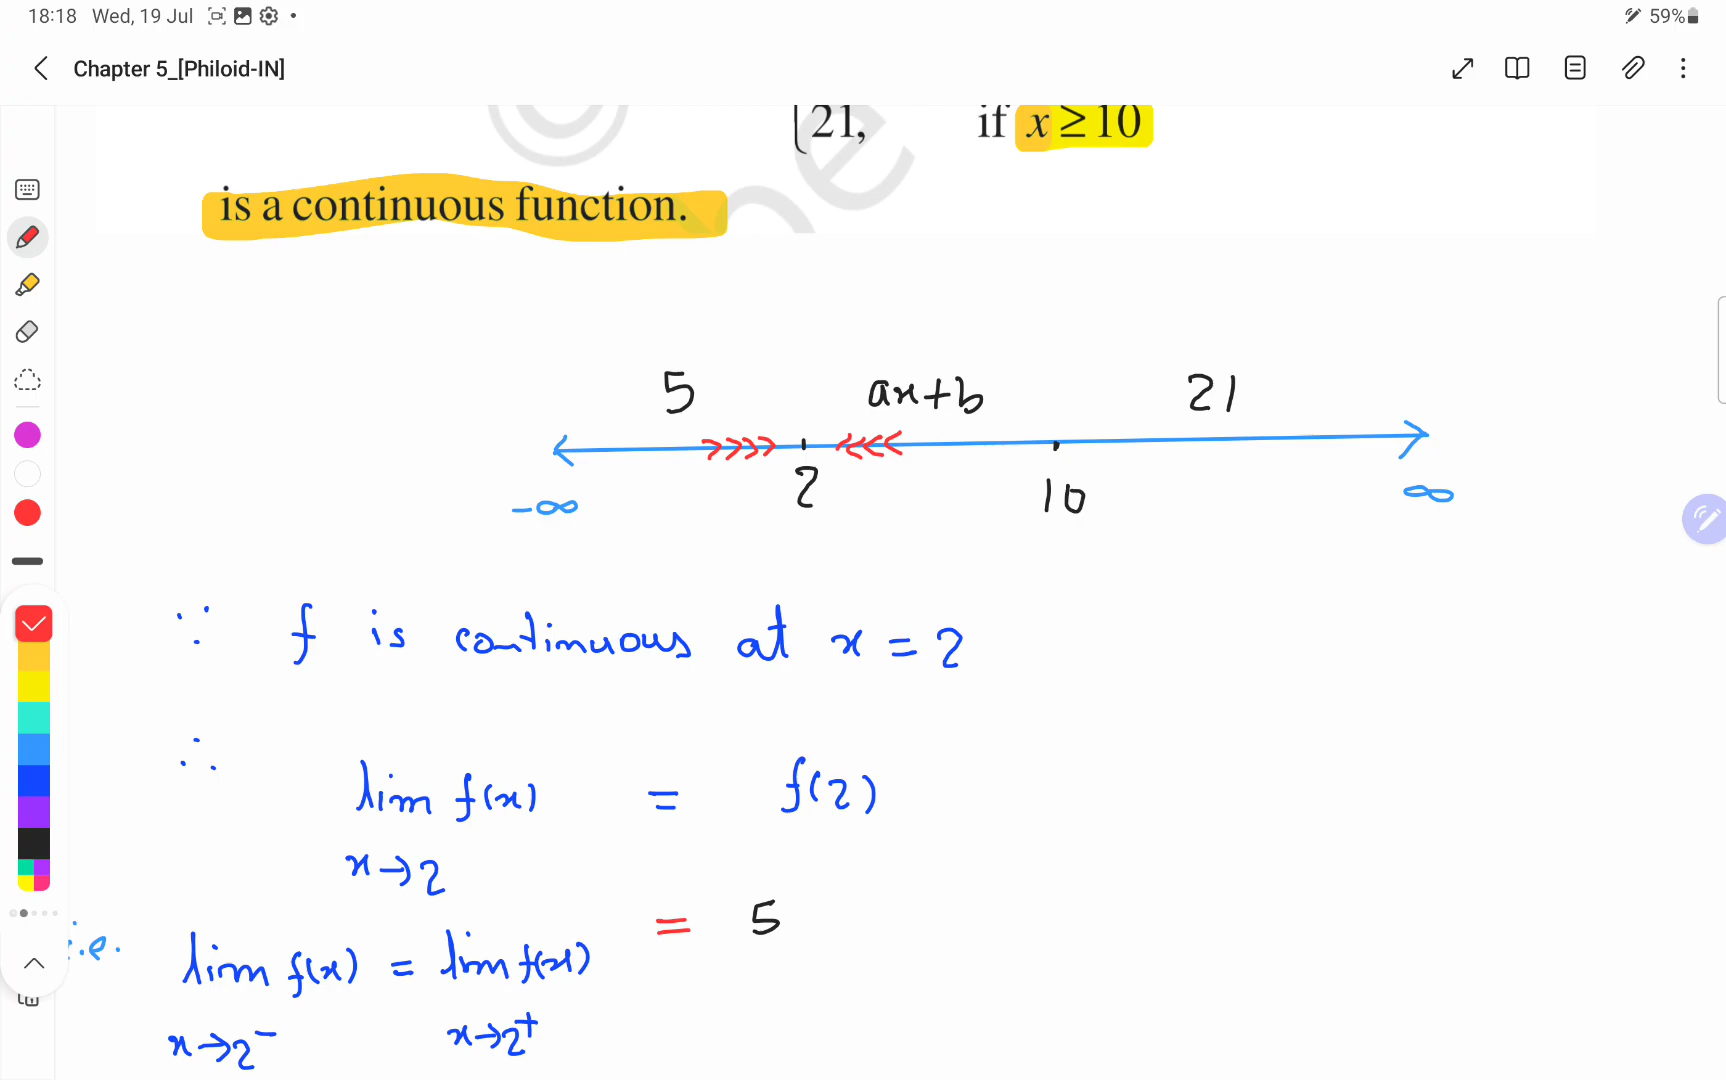 18:18 Wed, 19 Jul 59%
Chapter 5_[Philoid-IN]
21, if x ≥ 10
is a continuous function.
5 ax+b 21
2 10
-∞ ∞
∵ f is continuous at x = 2
∴ lim f(x) = f(2)
x→2
= 5
i.e. lim f(x) = lim f(x)
x→2⁻ x→2⁺